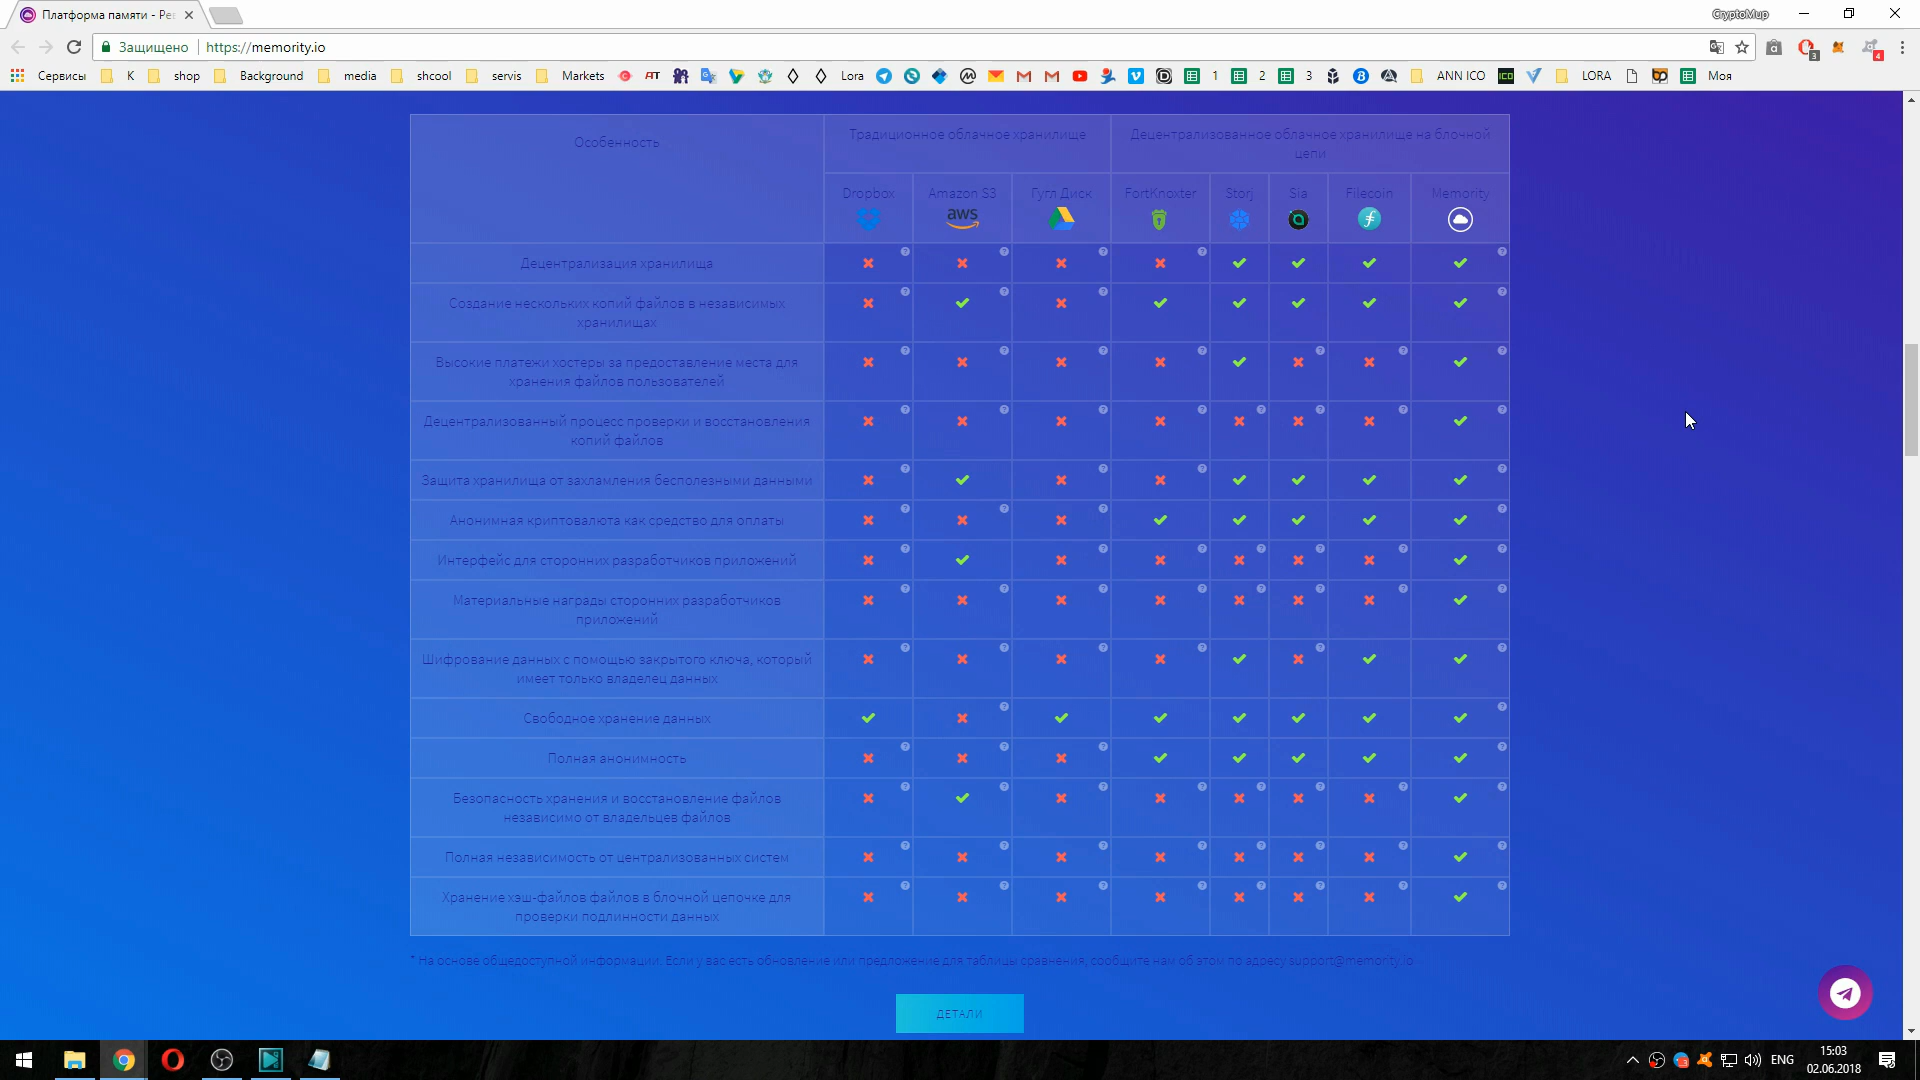 Платформа памяти - Рес
CryptoMup
Защищено
https://memority.io
Сервисы
K
shop
Background
media
shcool
servis
Markets
AT
Lora
1
2
3
ANN ICO
ICO
LORA
Моя
Особенность
Традиционное облачное хранилище
Децентрализованное облачное хранилище на блочной
цепи
Dropbox
Amazon S3
Гугл Диск
FortKnoxter
Storj
Sia
Filecoin
Memority
aws
Децентрализация хранилища
Создание нескольких копий файлов в независимых
хранилищах
Высокие платежи хостеры за предоставление места для
хранения файлов пользователей
Децентрализованный процесс проверки и восстановления
копий файлов
Защита хранилища от захламления бесполезными данными
Анонимная криптовалюта как средство для оплаты
Интерфейс для сторонних разработчиков приложений
Материальные награды сторонних разработчиков
приложений
Шифрование данных с помощью закрытого ключа, который
имеет только владелец данных
Свободное хранение данных
Полная анонимность
Безопасность хранения и восстановление файлов
независимо от владельцев файлов
Полная независимость от централизованных систем
Хранение хэш-файлов файлов в блочной цепочке для
проверки подлинности данных
* На основе общедоступной информации. Если у вас есть обновление или предложение для таблицы сравнения, сообщите нам об этом по адресу support@memority.io
ДЕТАЛИ
ENG
15:03
02.06.2018